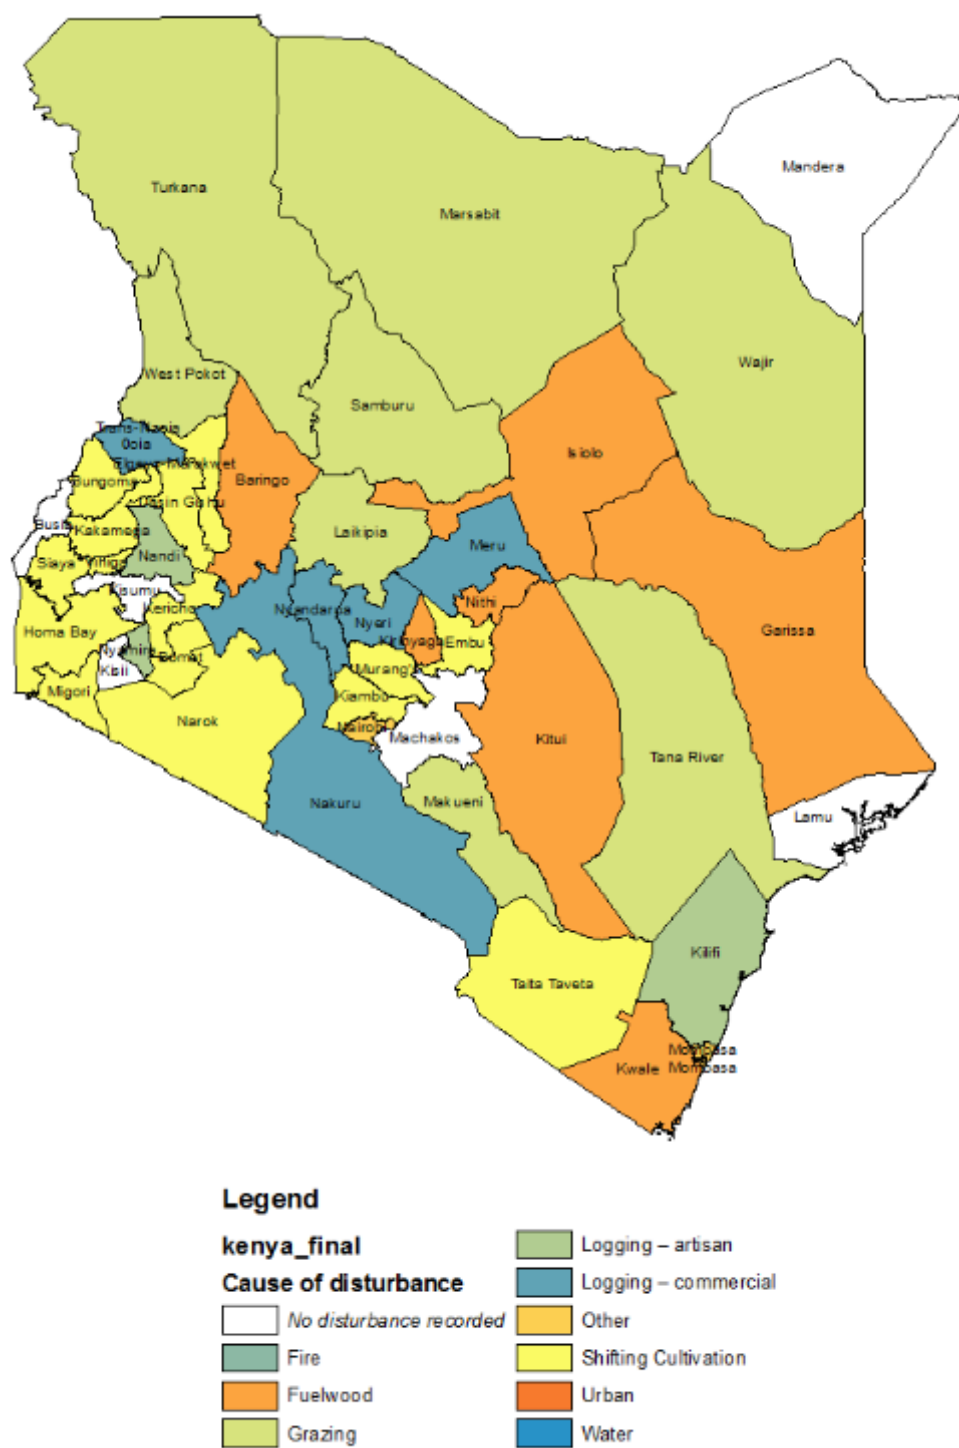 Mandera
Turkana
Marsabit
Wajir
West Pokot
Samburu
Isiolo
Baringo
Bungoma
Laikipia
Kakamega
Meru
Nandi
Siaya
Kisumu
Nithi
Kericho
Nyandarua
Nyeri
Garissa
Homa Bay
Embu
Kisii
Murang'
Migori
Kiambu
Narok
Nairobi
Machakos
Kitui
Tana River
Nakuru
Makueni
Lamu
Kilifi
Taita Taveta
Mombasa
Kwale
Mombasa
Legend
kenya_final
Cause of disturbance
No disturbance recorded
Fire
Fuelwood
Grazing
Logging – artisan
Logging – commercial
Other
Shifting Cultivation
Urban
Water